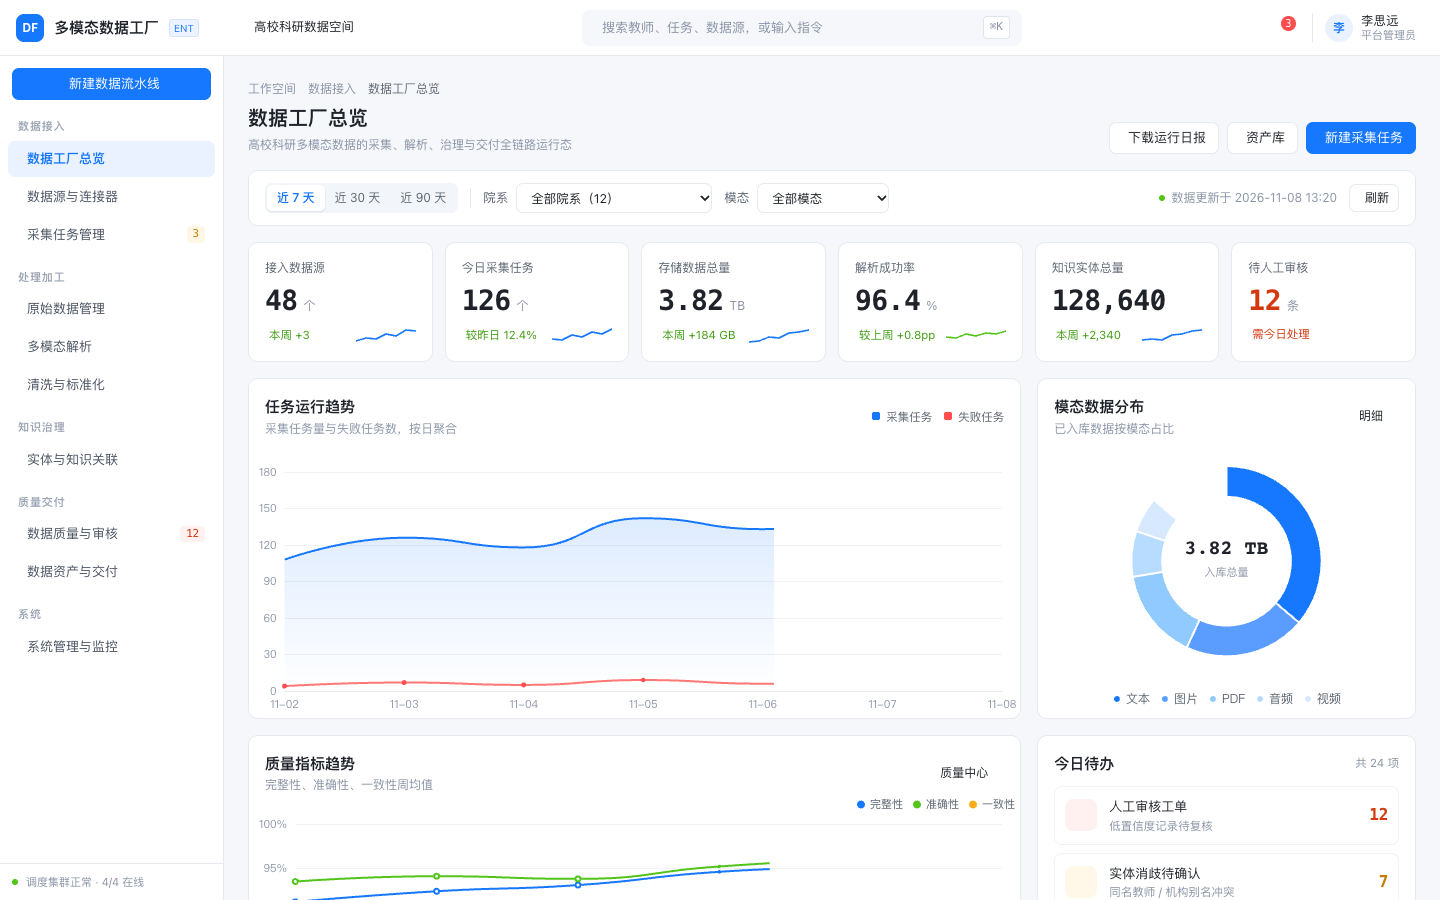 DF 多模态数据工厂 ENT
高校科研数据空间
搜索教师、任务、数据源，或输入指令 ⌘K
3
李 李思远
平台管理员
新建数据流水线
数据接入
数据工厂总览
数据源与连接器
采集任务管理 3
处理加工
原始数据管理
多模态解析
清洗与标准化
知识治理
实体与知识关联
质量交付
数据质量与审核 12
数据资产与交付
系统
系统管理与监控
调度集群正常 · 4/4 在线
工作空间 数据接入 数据工厂总览
数据工厂总览
高校科研多模态数据的采集、解析、治理与交付全链路运行态
下载运行日报 资产库 新建采集任务
近 7 天 近 30 天 近 90 天 院系 全部院系（12） 模态 全部模态
数据更新于 2026-11-08 13:20 刷新
接入数据源
48 个
本周 +3
今日采集任务
126 个
较昨日 12.4%
存储数据总量
3.82 TB
本周 +184 GB
解析成功率
96.4 %
较上周 +0.8pp
知识实体总量
128,640
本周 +2,340
待人工审核
12 条
需今日处理
任务运行趋势
采集任务量与失败任务数，按日聚合
采集任务 失败任务
180
150
120
90
60
30
0
11-02 11-03 11-04 11-05 11-06 11-07 11-08
模态数据分布
已入库数据按模态占比
明细
3.82 TB
入库总量
文本 图片 PDF 音频 视频
质量指标趋势
完整性、准确性、一致性周均值
质量中心
完整性 准确性 一致性
100%
95%
今日待办
共 24 项
人工审核工单
低置信度记录待复核
12
实体消歧待确认
同名教师 / 机构别名冲突
7